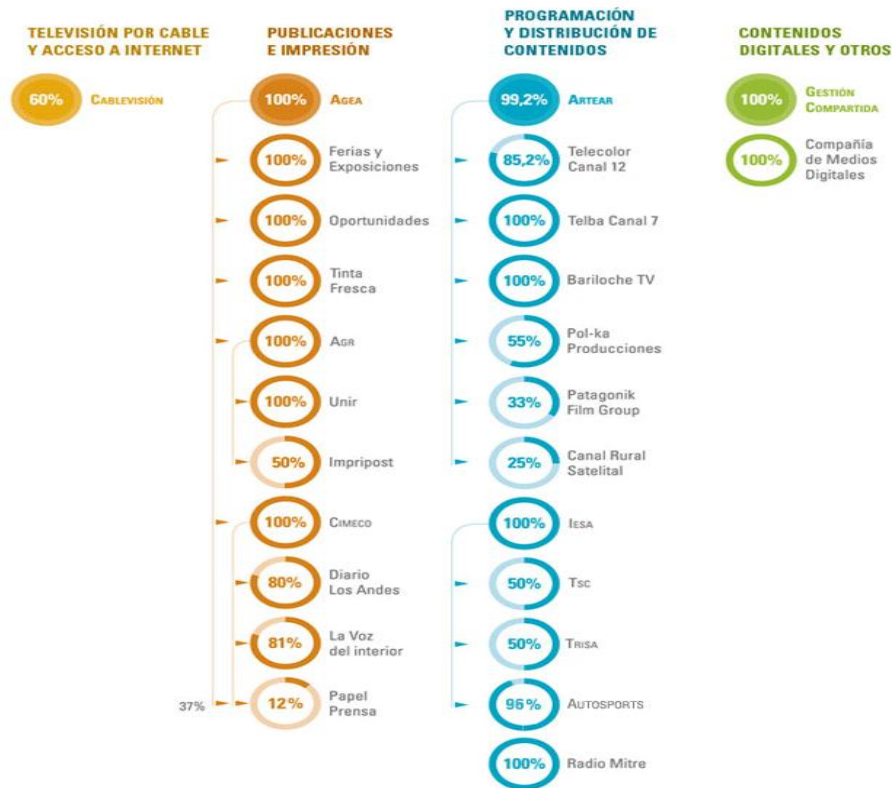 TELEVISIÓN POR CABLE
Y ACCESO A INTERNET
60%
CABLEVISIÓN
PUBLICACIONES
E IMPRESIÓN
100%
AGEA
100%
Ferias y
Exposiciones
100%
Oportunidades
100%
Tinta
Fresca
100%
AGR
100%
Unir
50%
Impripost
100%
CIMECO
80%
Diario
Los Andes
81%
La Voz
del interior
37%
12%
Papel
Prensa
PROGRAMACIÓN
Y DISTRIBUCIÓN DE
CONTENIDOS
99,2%
ARTEAR
85,2%
Telecolor
Canal 12
100%
Telba Canal 7
100%
Bariloche TV
55%
Pol-ka
Producciones
33%
Patagonik
Film Group
25%
Canal Rural
Satelital
100%
IESA
50%
TSC
50%
TRISA
96%
AUTOSPORTS
100%
Radio Mitre
CONTENIDOS
DIGITALES Y OTROS
100%
GESTIÓN
COMPARTIDA
100%
Compañía
de Medios
Digitales